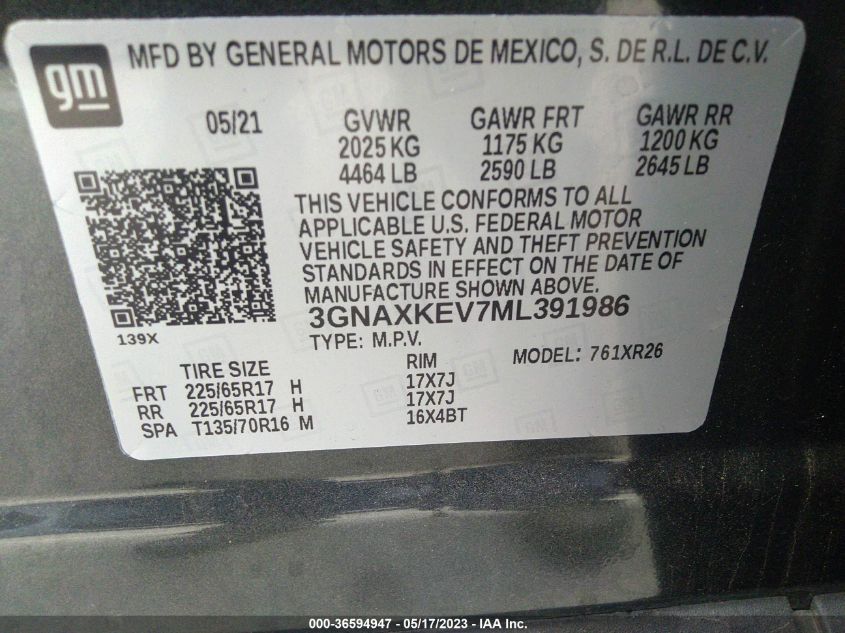 gm
MFD BY GENERAL MOTORS DE MEXICO, S. DE R.L. DE C.V.
05/21 GVWR GAWR FRT GAWR RR
2025 KG 1175 KG 1200 KG
4464 LB 2590 LB 2645 LB
THIS VEHICLE CONFORMS TO ALL
APPLICABLE U.S. FEDERAL MOTOR
VEHICLE SAFETY AND THEFT PREVENTION
STANDARDS IN EFFECT ON THE DATE OF
MANUFACTURE SHOWN ABOVE.
3GNAXKEV7ML391986
139X
TYPE: M.P.V. MODEL: 761XR26
TIRE SIZE RIM
FRT 225/65R17 H 17X7J
RR 225/65R17 H 17X7J
SPA T135/70R16 M 16X4BT
000-36594947 - 05/17/2023 - IAA Inc.